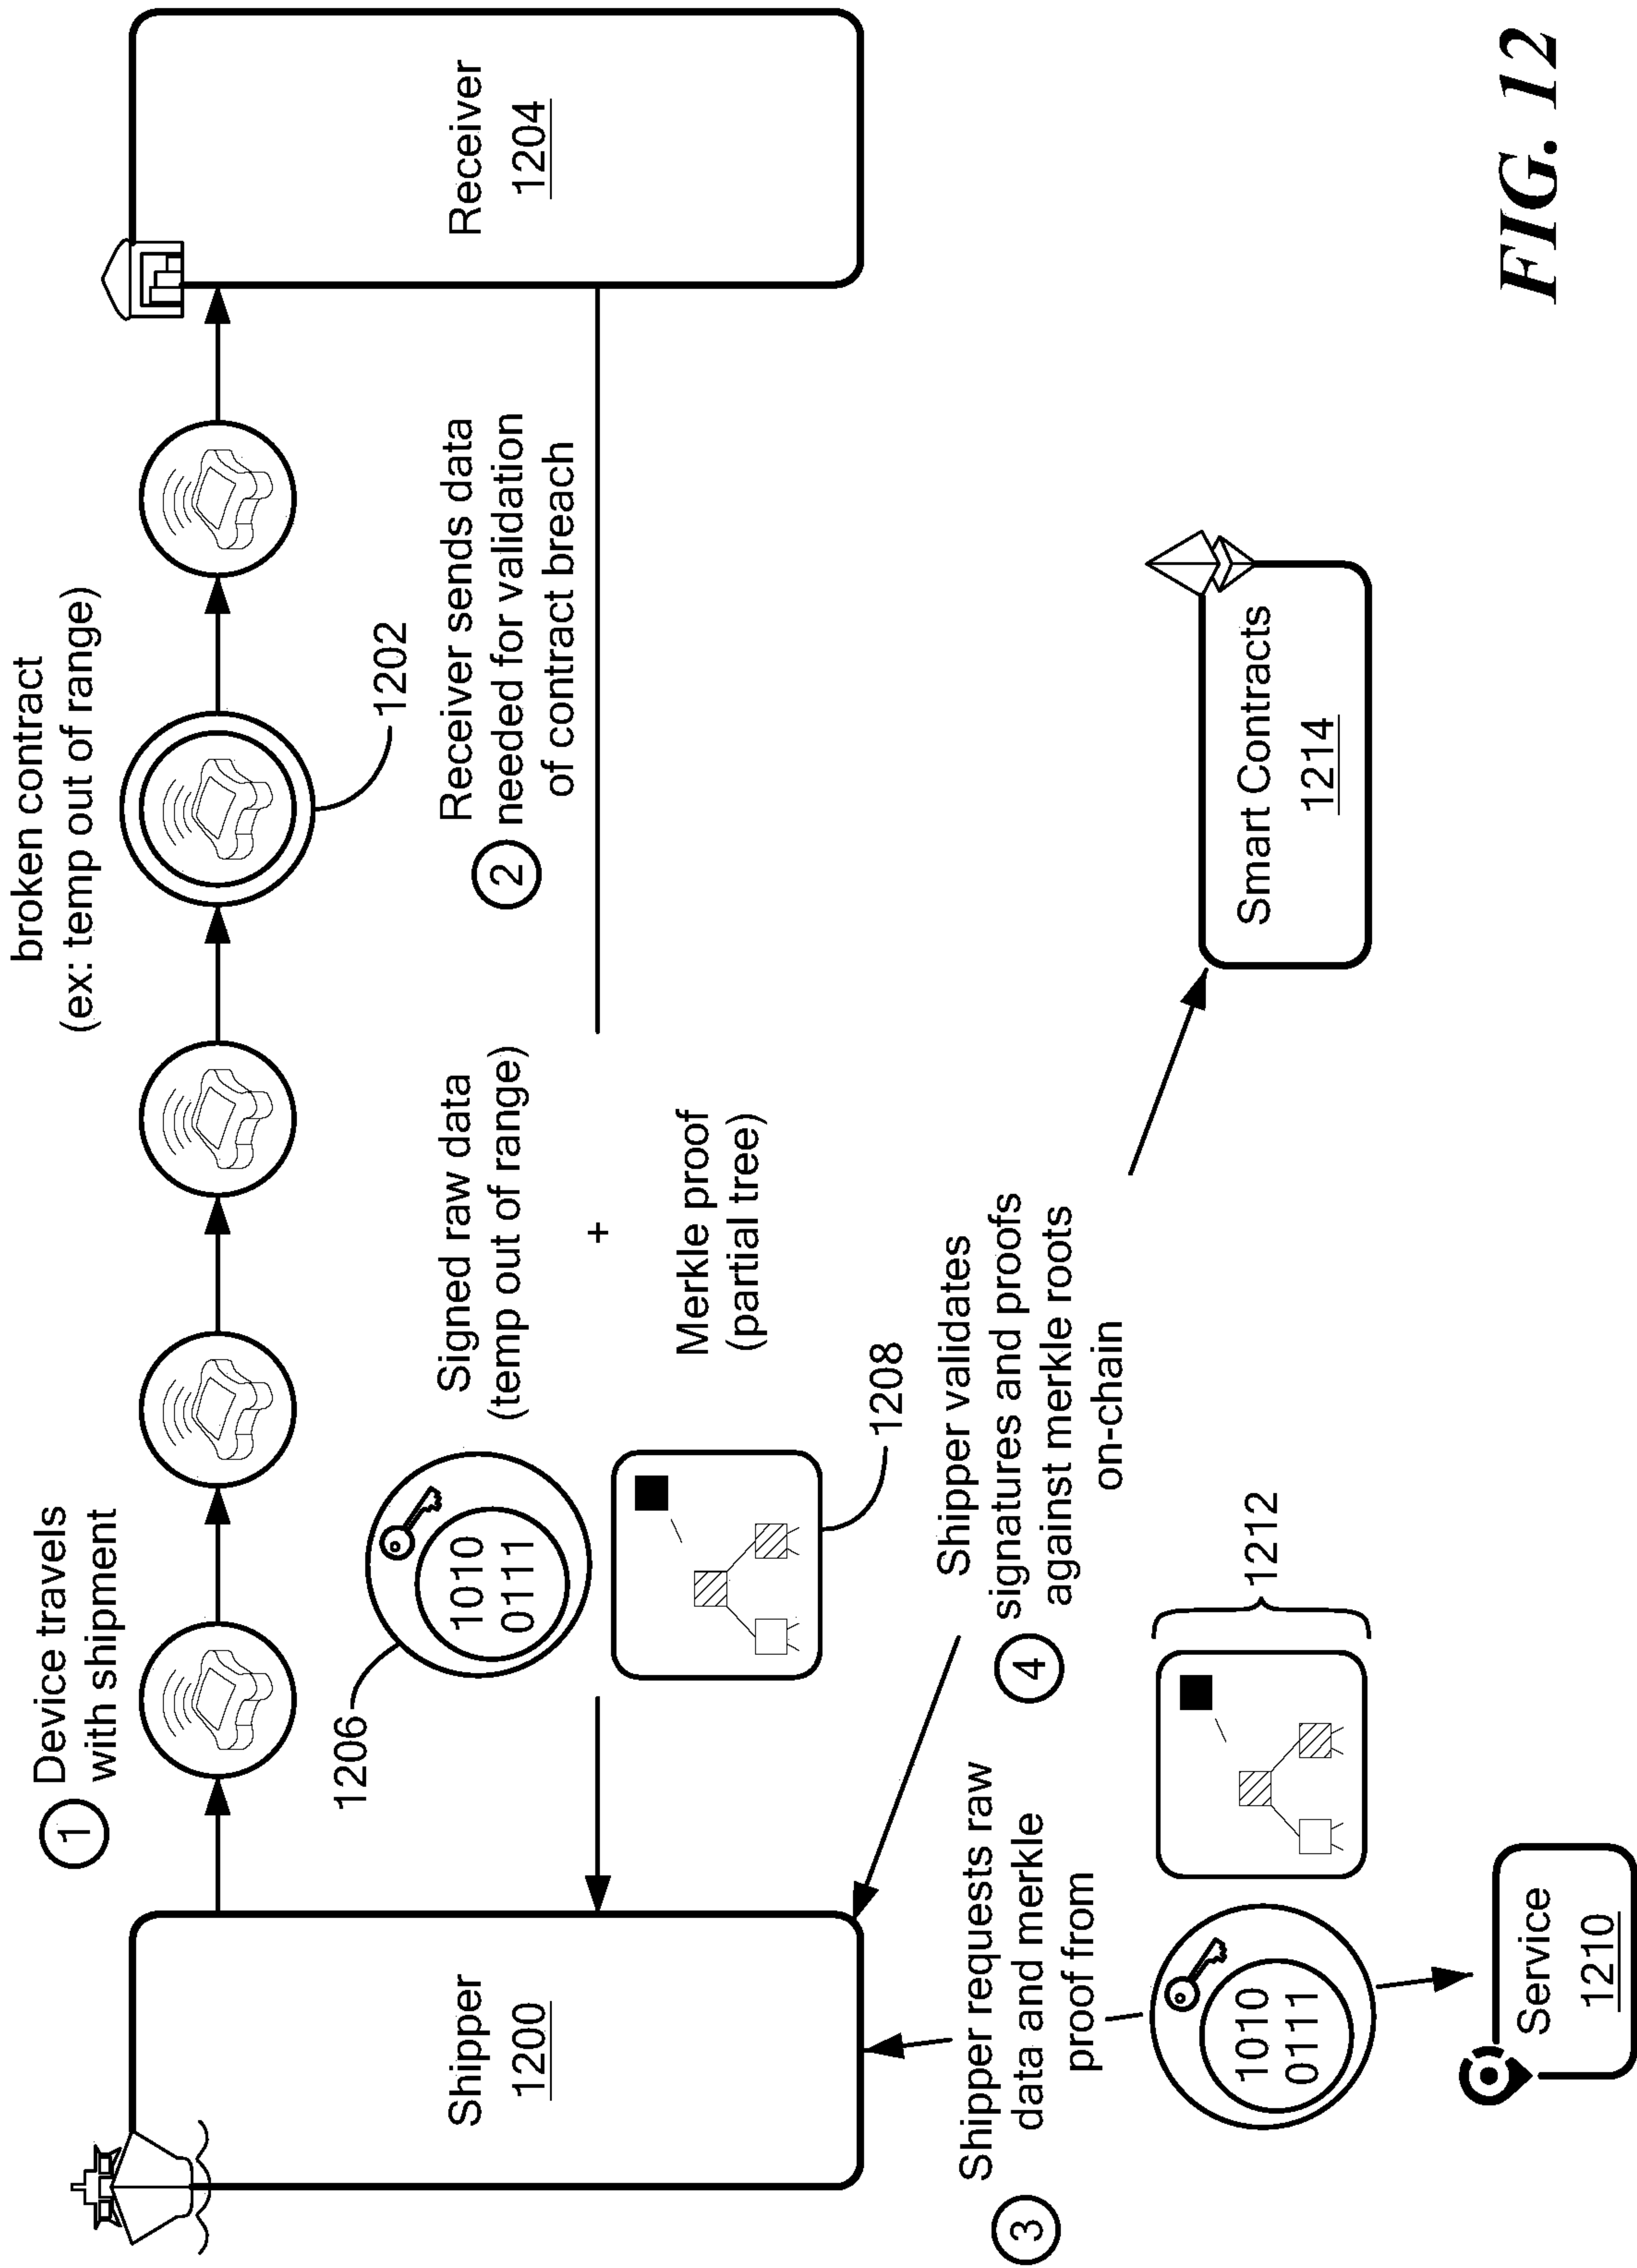 1
Device travels
with shipment
broken contract
(ex: temp out of range)
1202
Shipper
1200
Receiver
1204
1206
1010
0111
Signed raw data
(temp out of range)
+
Merkle proof
(partial tree)
1208
2
Receiver sends data
needed for validation
of contract breach
3
Shipper requests raw
data and merkle
proof from
1010
0111
1212
Service
1210
4
Shipper validates
signatures and proofs
against merkle roots
on-chain
Smart Contracts
1214
FIG. 12